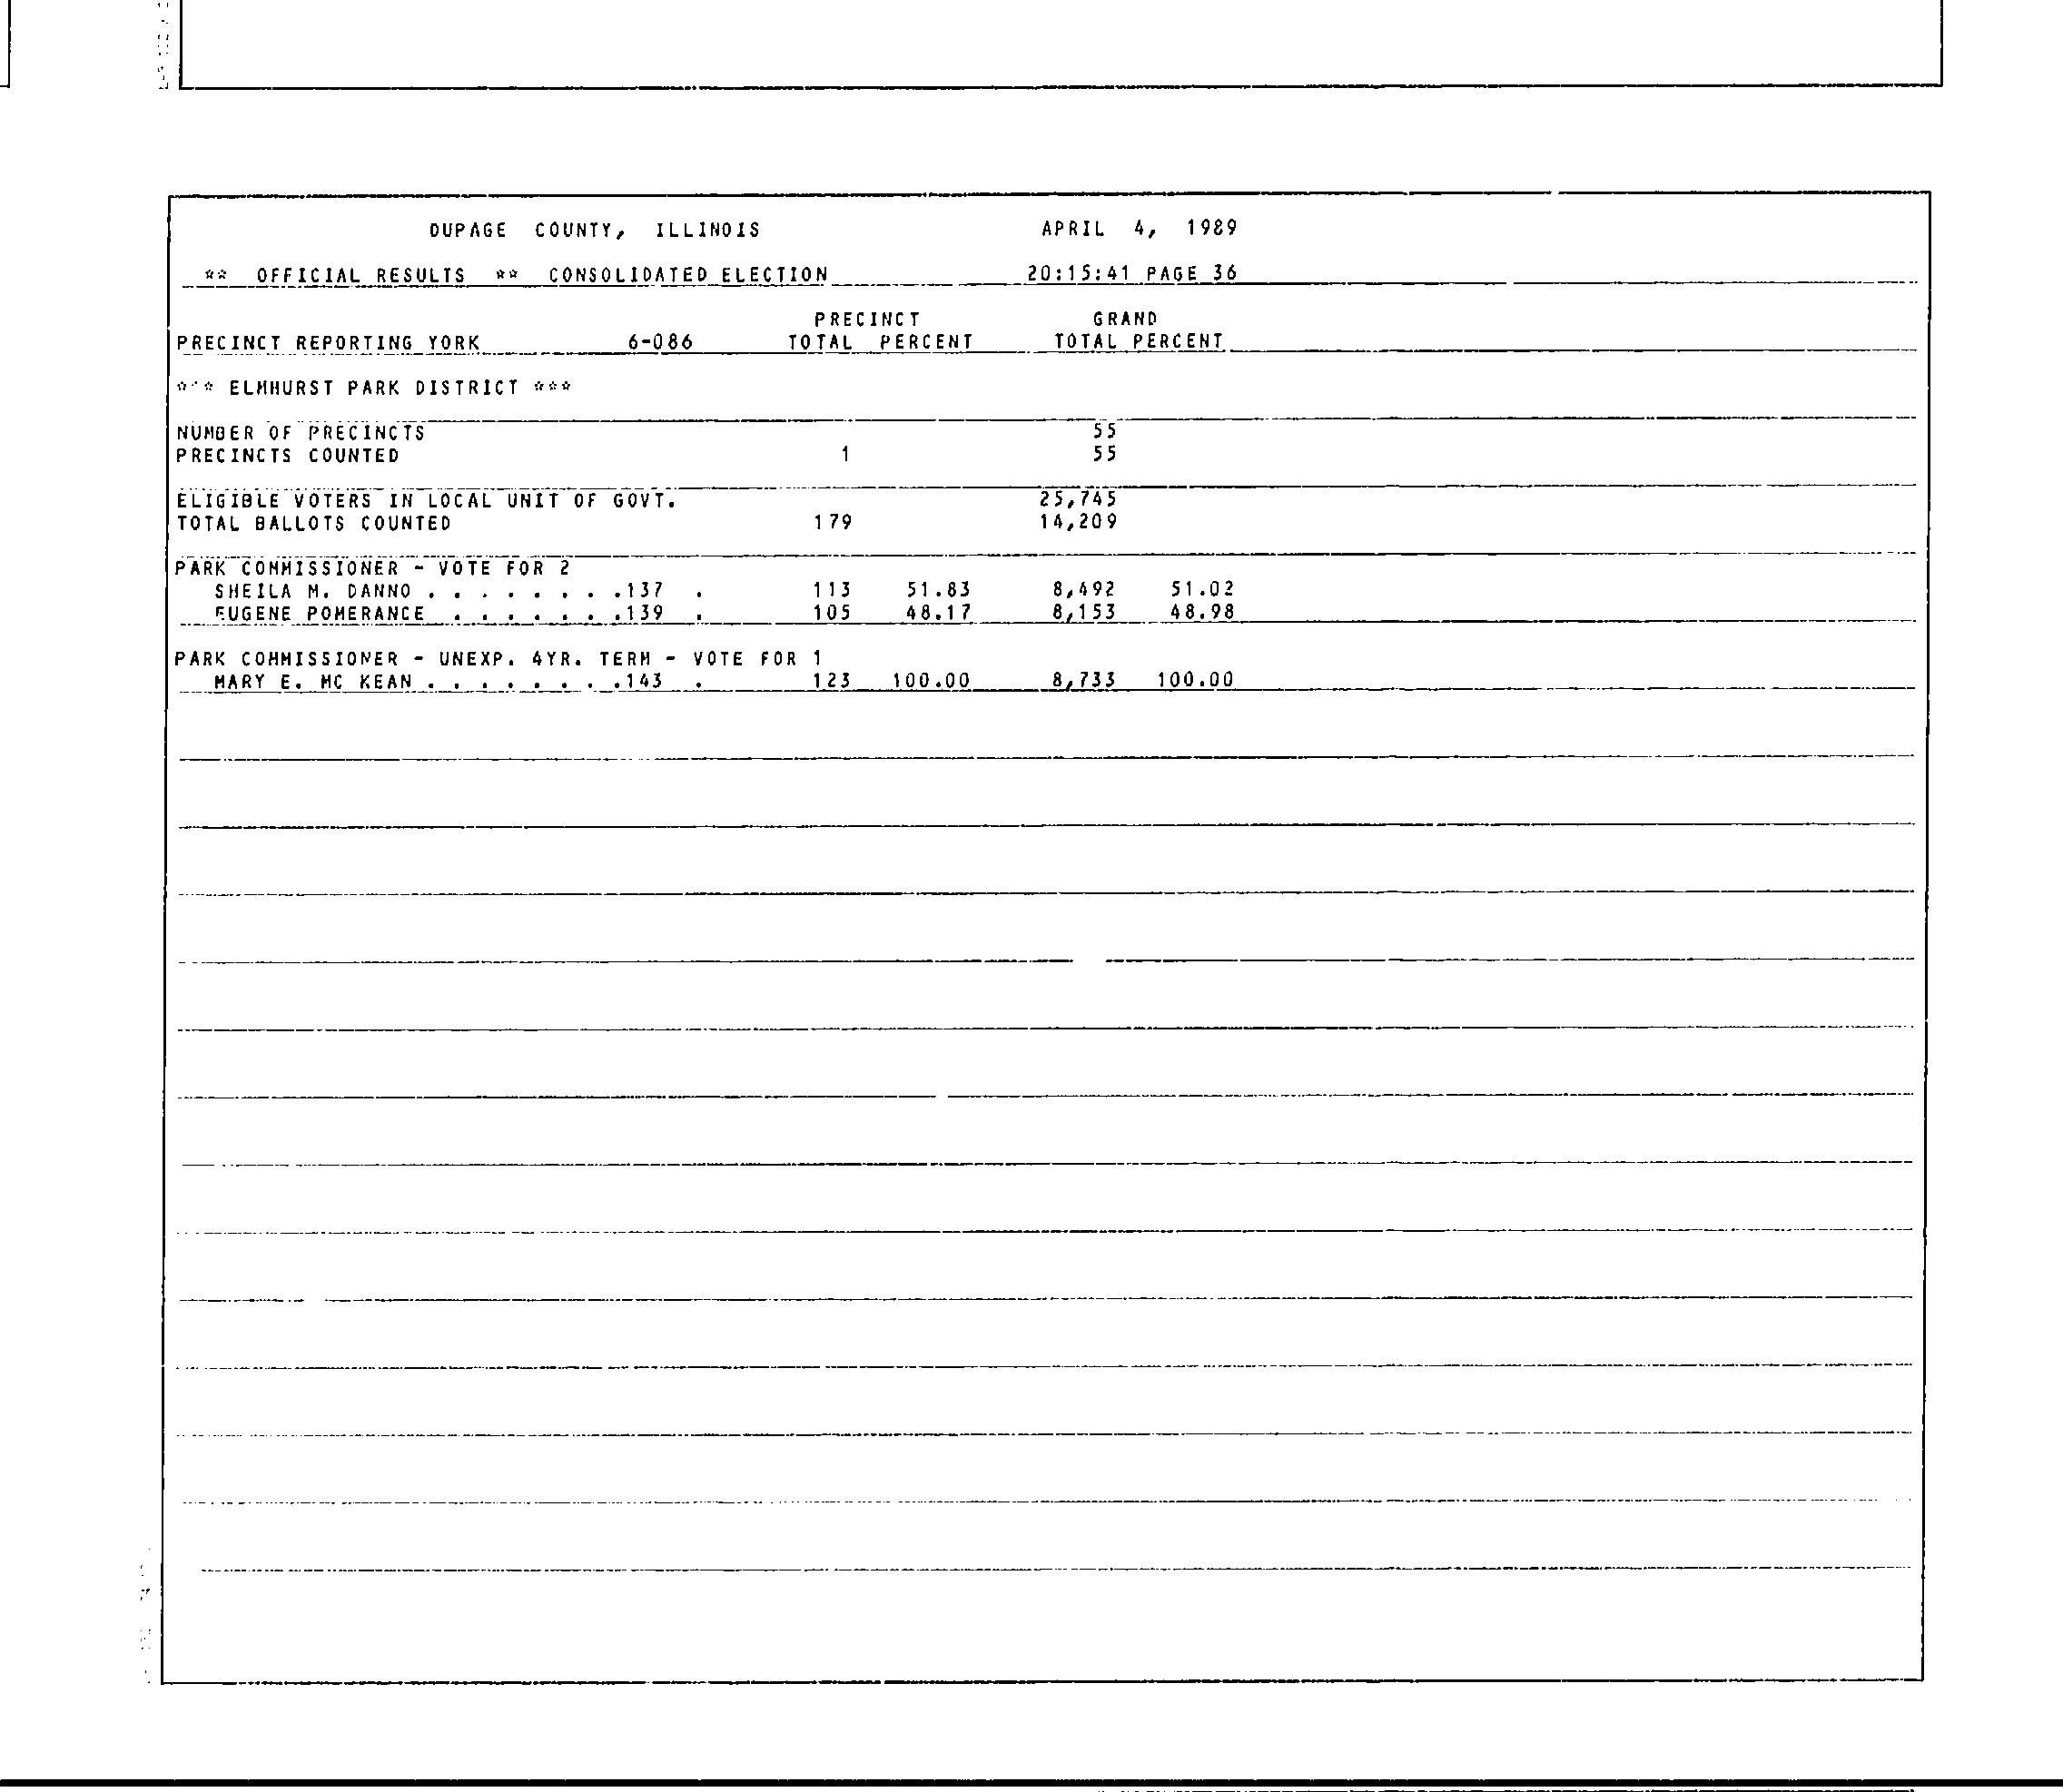 DUPAGE COUNTY, ILLINOIS APRIL 4, 1989
** OFFICIAL RESULTS ** CONSOLIDATED ELECTION 20:15:41 PAGE 36
PRECINCT GRAND
PRECINCT REPORTING YORK 6-086 TOTAL PERCENT TOTAL PERCENT
*** ELMHURST PARK DISTRICT ***
NUMBER OF PRECINCTS 55
PRECINCTS COUNTED 1 55
ELIGIBLE VOTERS IN LOCAL UNIT OF GOVT. 25,745
TOTAL BALLOTS COUNTED 179 14,209
PARK COMMISSIONER - VOTE FOR 2
SHEILA M. DANNO . . . . . . . .137 . 113 51.83 8,492 51.02
EUGENE POMERANCE . . . . . . .139 . 105 48.17 8,153 48.98
PARK COMMISSIONER - UNEXP. 4YR. TERM - VOTE FOR 1
MARY E. MC KEAN . . . . . . . .143 . 123 100.00 8,733 100.00